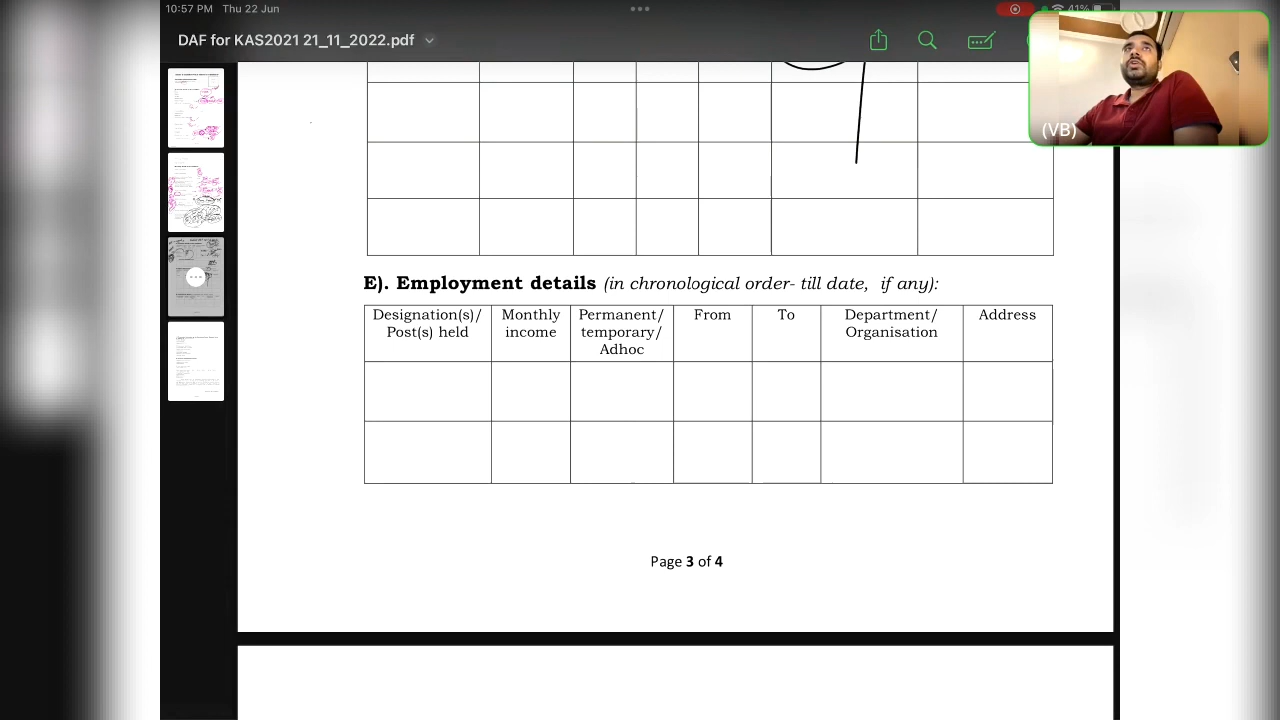 10:57 PM Thu 22 Jun
41%
DAF for KAS2021 21_11_2022.pdf
(VB)
E). Employment details (in chronological order- till date, if any):
Designation(s)/ Post(s) held
Monthly income
Permanent/ temporary/ Adhoc
From
To
Department/ Organisation
Address
Page 3 of 4